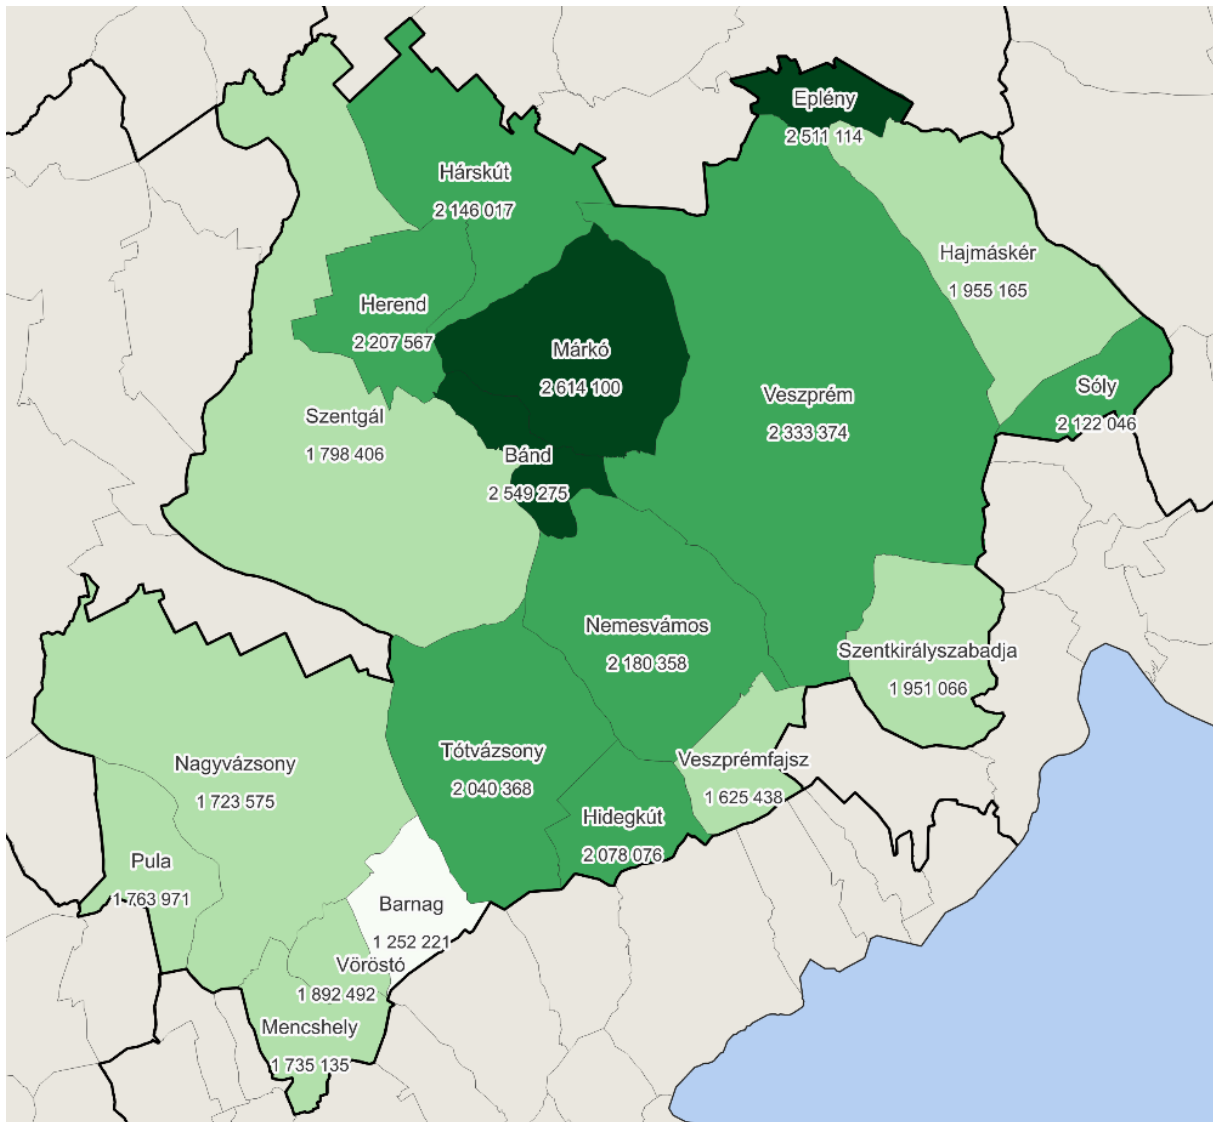 Eplény
2 511 114
Hárskút
2 146 017
Hajmáskér
1 955 165
Herend
2 207 567
Márkó
2 614 100
Sóly
2 122 046
Veszprém
2 333 374
Szentgál
1 798 406
Bánd
2 549 275
Nemesvámos
2 180 358
Szentkirályszabadja
1 951 066
Tótvázsony
2 040 368
Veszprémfajsz
1 625 438
Nagyvázsony
1 723 575
Hidegkút
2 078 076
Pula
1 763 971
Barnag
1 252 221
Vöröstó
1 892 492
Mencshely
1 735 135